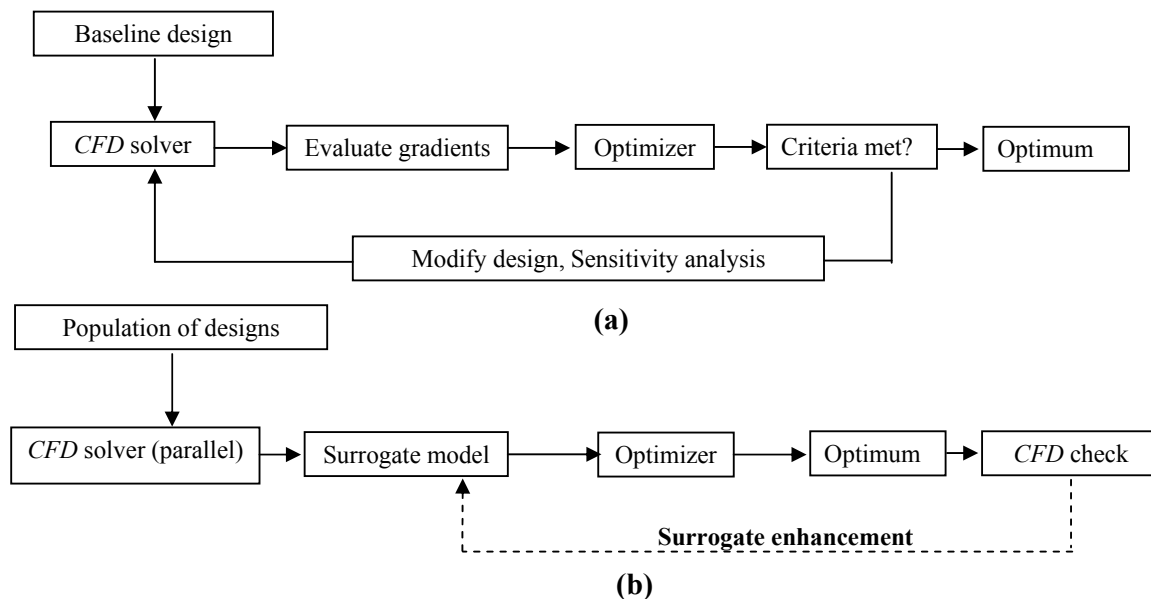 Baseline design
CFD solver
Evaluate gradients
Optimizer
Criteria met?
Optimum
Modify design, Sensitivity analysis
(a)
Population of designs
CFD solver (parallel)
Surrogate model
Optimizer
Optimum
CFD check
Surrogate enhancement
(b)